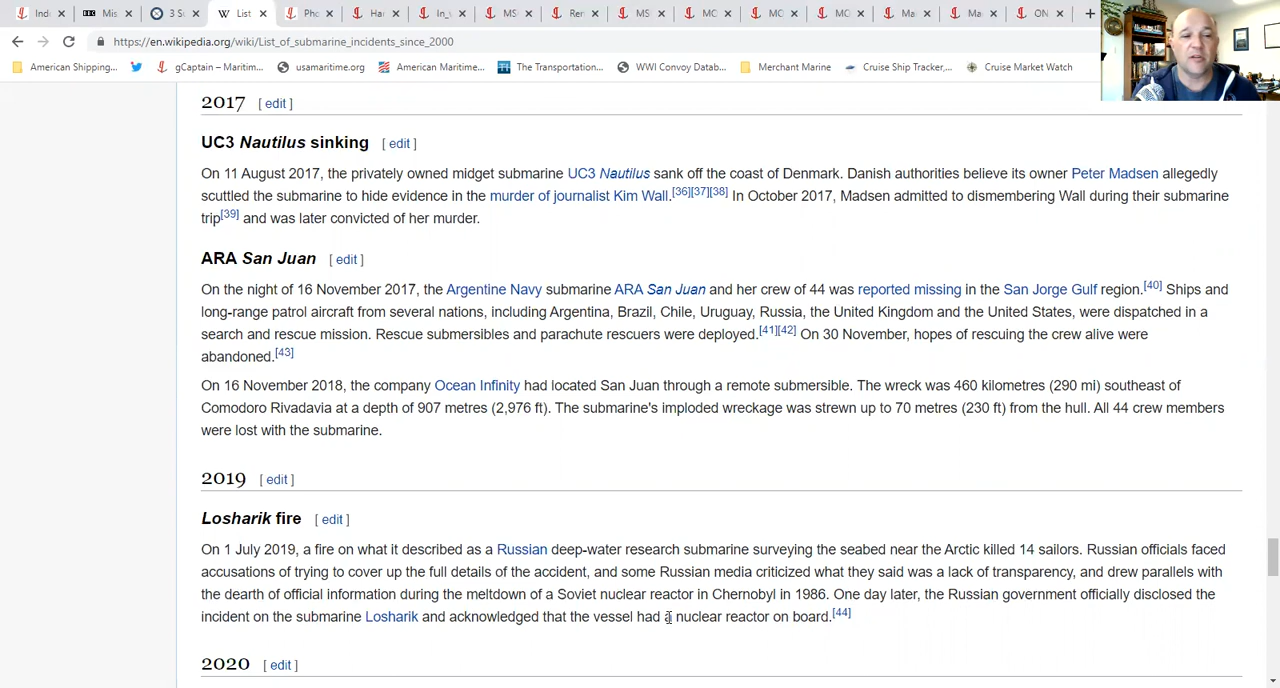 Ind
Mis
3 Su
List
Pho
Ha
In_v
MS
Ren
MS
MO
MO
MO
Ma
Ma
ON
https://en.wikipedia.org/wiki/List_of_submarine_incidents_since_2000
American Shipping...
gCaptain – Maritim...
usamaritime.org
American Maritime...
The Transportation...
WWI Convoy Datab...
Merchant Marine
Cruise Ship Tracker,...
Cruise Market Watch
2017 [ edit ]
UC3 Nautilus sinking [ edit ]
On 11 August 2017, the privately owned midget submarine UC3 Nautilus sank off the coast of Denmark. Danish authorities believe its owner Peter Madsen allegedly
scuttled the submarine to hide evidence in the murder of journalist Kim Wall.[36][37][38] In October 2017, Madsen admitted to dismembering Wall during their submarine
trip[39] and was later convicted of her murder.
ARA San Juan [ edit ]
On the night of 16 November 2017, the Argentine Navy submarine ARA San Juan and her crew of 44 was reported missing in the San Jorge Gulf region.[40] Ships and
long-range patrol aircraft from several nations, including Argentina, Brazil, Chile, Uruguay, Russia, the United Kingdom and the United States, were dispatched in a
search and rescue mission. Rescue submersibles and parachute rescuers were deployed.[41][42] On 30 November, hopes of rescuing the crew alive were
abandoned.[43]
On 16 November 2018, the company Ocean Infinity had located San Juan through a remote submersible. The wreck was 460 kilometres (290 mi) southeast of
Comodoro Rivadavia at a depth of 907 metres (2,976 ft). The submarine's imploded wreckage was strewn up to 70 metres (230 ft) from the hull. All 44 crew members
were lost with the submarine.
2019 [ edit ]
Losharik fire [ edit ]
On 1 July 2019, a fire on what it described as a Russian deep-water research submarine surveying the seabed near the Arctic killed 14 sailors. Russian officials faced
accusations of trying to cover up the full details of the accident, and some Russian media criticized what they said was a lack of transparency, and drew parallels with
the dearth of official information during the meltdown of a Soviet nuclear reactor in Chernobyl in 1986. One day later, the Russian government officially disclosed the
incident on the submarine Losharik and acknowledged that the vessel had a nuclear reactor on board.[44]
2020 [ edit ]